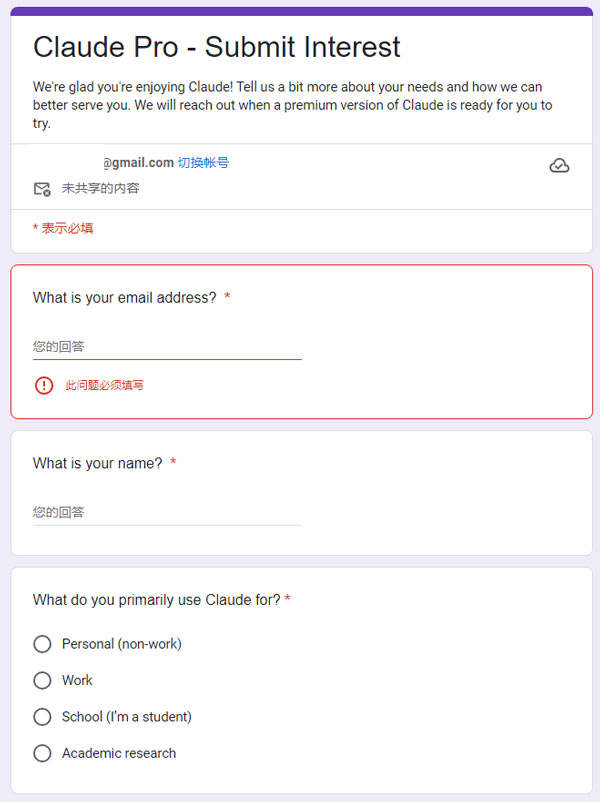 Claude Pro - Submit Interest
We're glad you're enjoying Claude! Tell us a bit more about your needs and how we can
better serve you. We will reach out when a premium version of Claude is ready for you to
try.
@gmail.com 切换帐号
未共享的内容
* 表示必填
What is your email address? *
您的回答
此问题必须填写
What is your name? *
您的回答
What do you primarily use Claude for? *
Personal (non-work)
Work
School (I'm a student)
Academic research